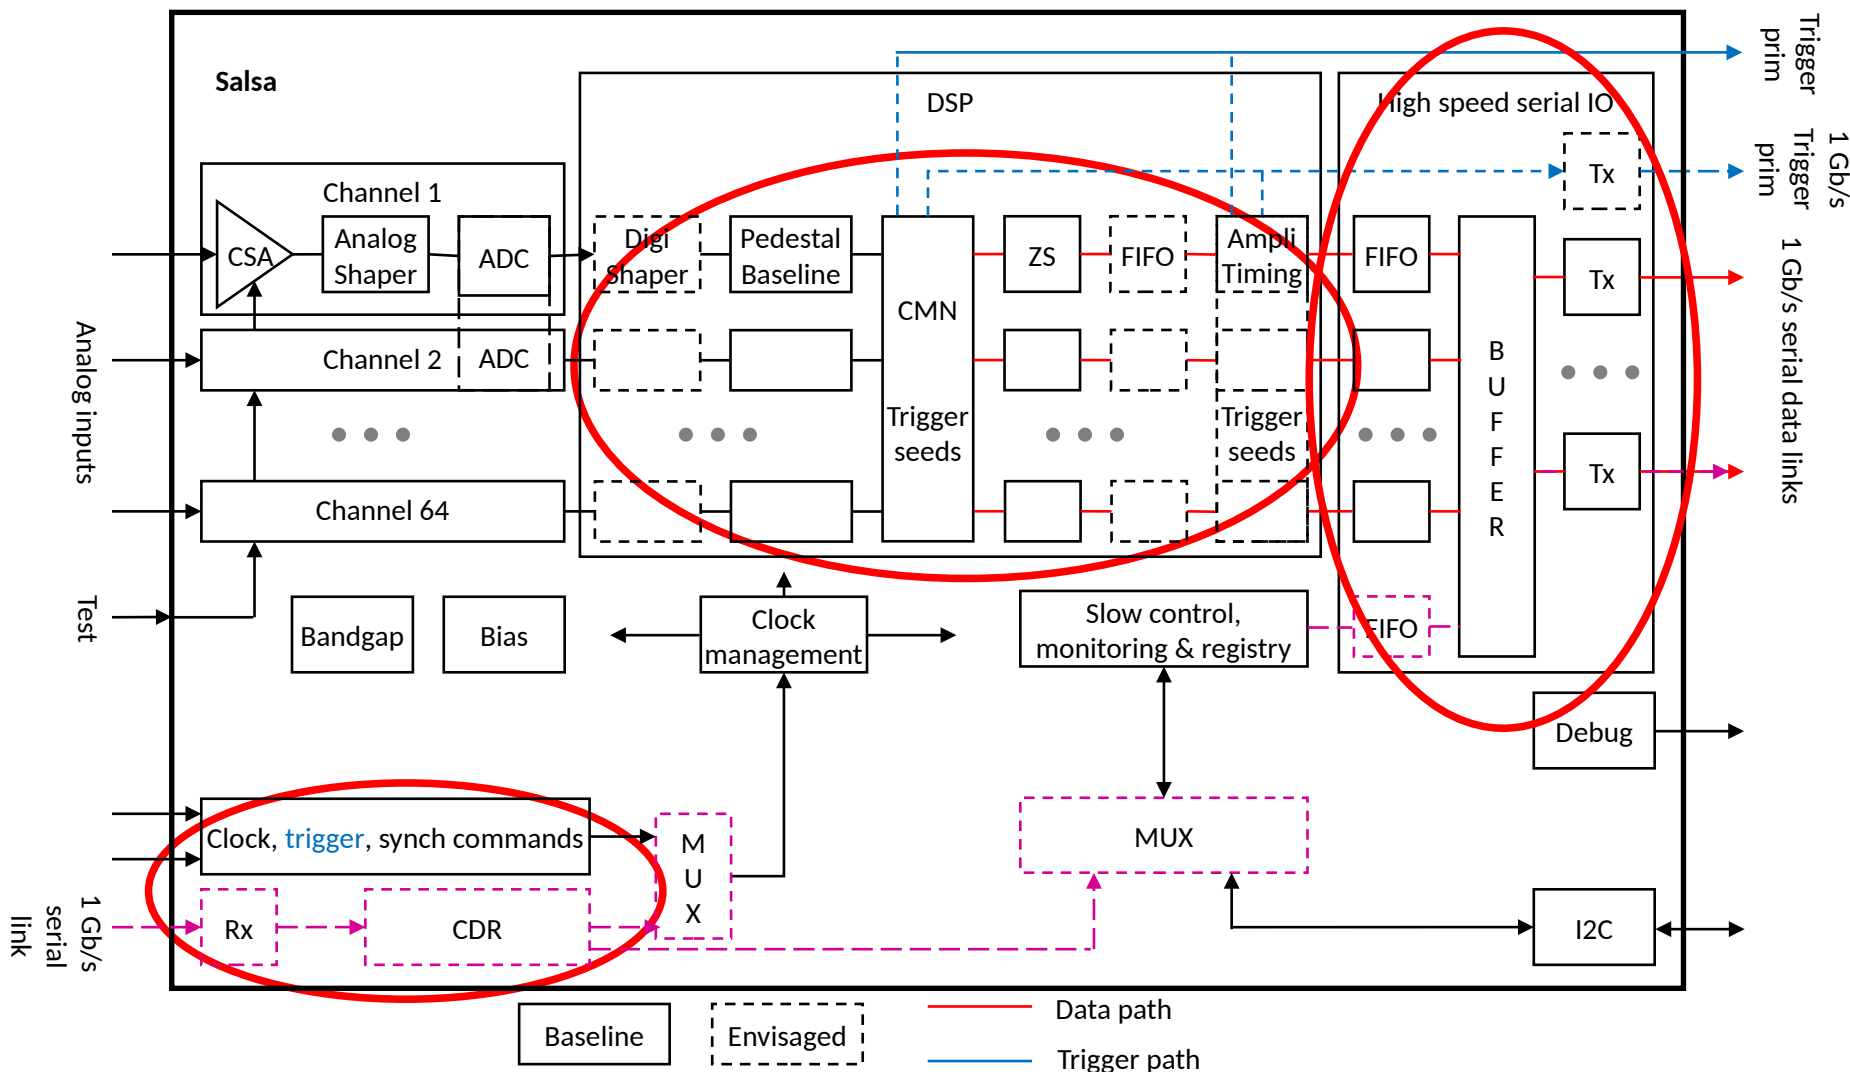 Salsa
DSP
High speed serial IO
Trigger
prim
1 Gb/s
Trigger
prim
1 Gb/s serial data links
Channel 1
CSA
Analog
Shaper
ADC
Digi
Shaper
Pedestal
Baseline
CMN
Trigger
seeds
ZS
FIFO
Ampli
Timing
Trigger
seeds
FIFO
B
U
F
F
E
R
Tx
Tx
Tx
Channel 2
ADC
Channel 64
Analog inputs
Test
Bandgap
Bias
Clock
management
Slow control,
monitoring & registry
FIFO
Debug
Clock, trigger, synch commands
M
U
X
MUX
1 Gb/s
serial
link
Rx
CDR
I2C
Baseline
Envisaged
Data path
Trigger path